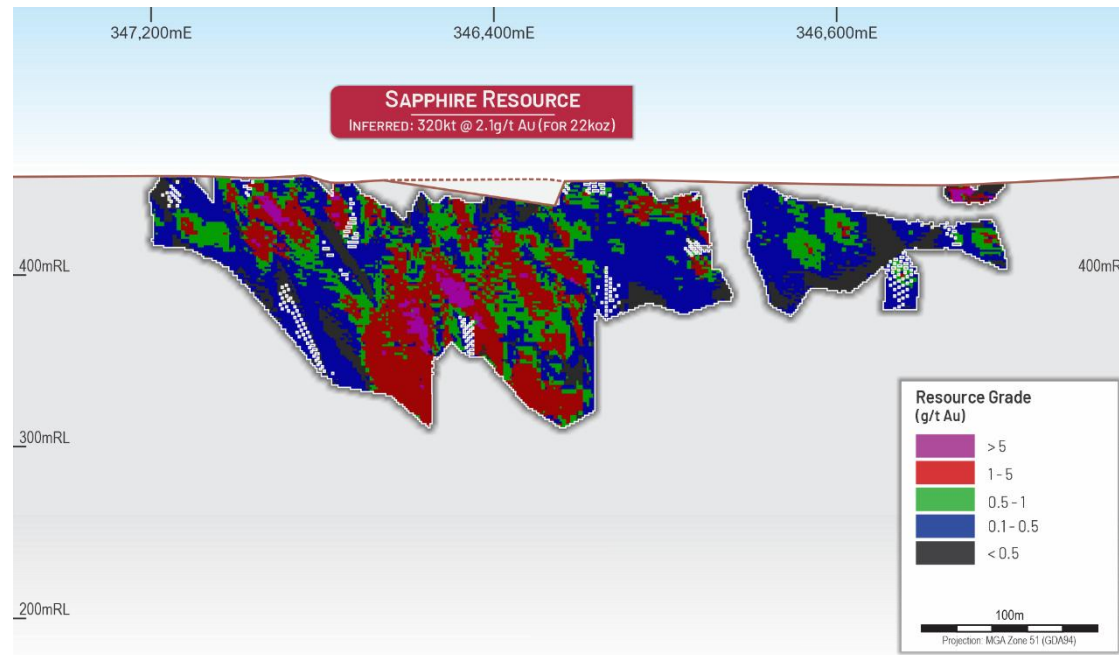 347,200mE 346,400mE 346,600mE
SAPPHIRE RESOURCE
INFERRED: 320KT @ 2.1G/T AU (FOR 22KOZ)
400mRL 400mRL
300mRL
200mRL
Resource Grade
(g/t Au)
> 5
1 - 5
0.5 - 1
0.1 - 0.5
< 0.5
100m
Projection: MGA Zone 51 (GDA94)